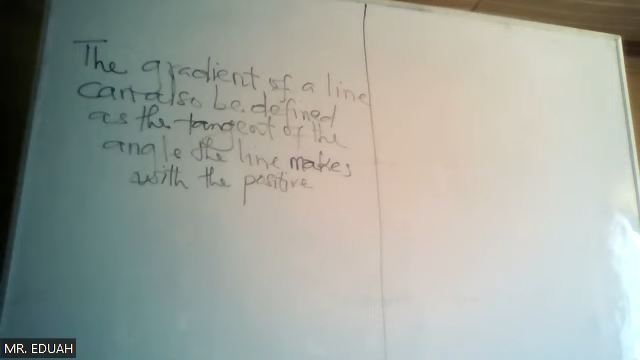 The gradient of a line
can also be defined
as the tangent of the
angle the line makes
with the positive
MR. EDUAH